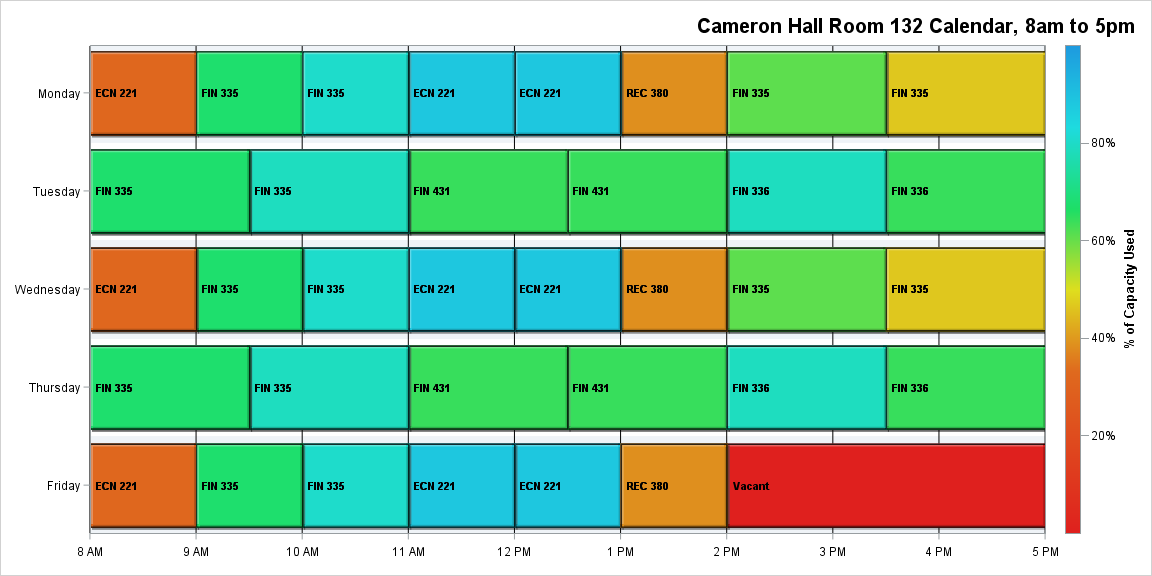 Cameron Hall Room 132 Calendar, 8am to 5pm
Monday ECN 221 FIN 335 FIN 335 ECN 221 ECN 221 REC 380 FIN 335 FIN 335
Tuesday FIN 335 FIN 335 FIN 431 FIN 431 FIN 336 FIN 336
Wednesday ECN 221 FIN 335 FIN 335 ECN 221 ECN 221 REC 380 FIN 335 FIN 335
Thursday FIN 335 FIN 335 FIN 431 FIN 431 FIN 336 FIN 336
Friday ECN 221 FIN 335 FIN 335 ECN 221 ECN 221 REC 380 Vacant
8 AM 9 AM 10 AM 11 AM 12 PM 1 PM 2 PM 3 PM 4 PM 5 PM
80%
60%
40%
20%
% of Capacity Used